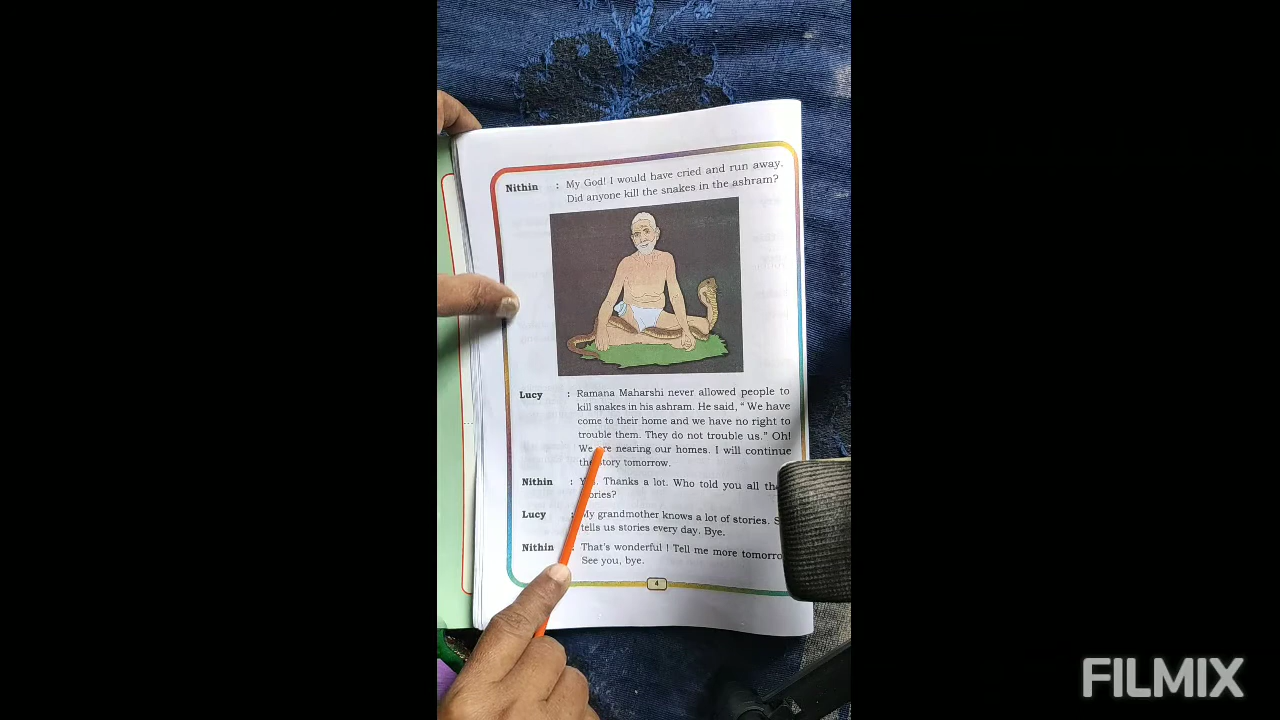 Nithin : My God! I would have cried and run away.
Did anyone kill the snakes in the ashram?
Lucy : Ramana Maharshi never allowed people to
kill snakes in his ashram. He said, “ We have
come to their home and we have no right to
trouble them. They do not trouble us.” Oh!
We are nearing our homes. I will continue
the story tomorrow.
Nithin : Thanks a lot. Who told you all
Lucy : My grandmother knows a lot of stories.
tells us stories every day. Bye.
Nithin : That's wonderful ! Tell me more
See you, bye.
4
FILMIX